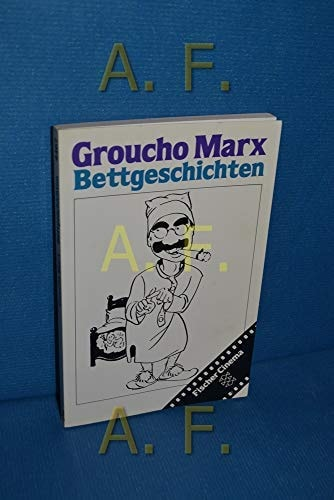 A. F.
Groucho Marx
Bettgeschichten
A. F.
Fischer Cinema
A. F.